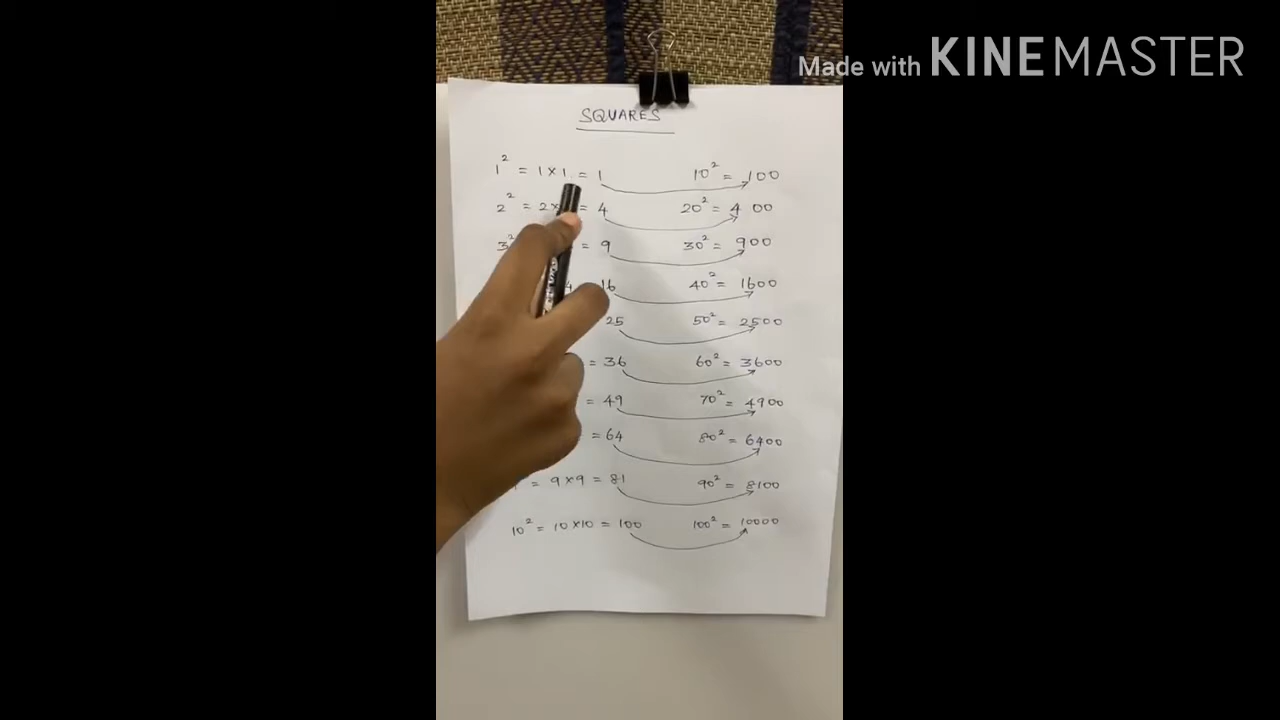 Made with KINEMASTER
SQUARES
1² = 1 × 1 = 1 10² = 100
2² = 2 × = 4 20² = 4 00
3² = 9 30² = 900
4 16 40² = 1600
25 50² = 2500
= 36 60² = 3600
= 49 70² = 4900
= 64 80² = 6400
9 × 9 = 81 90² = 8100
10² = 10 × 10 = 100 100² = 10000